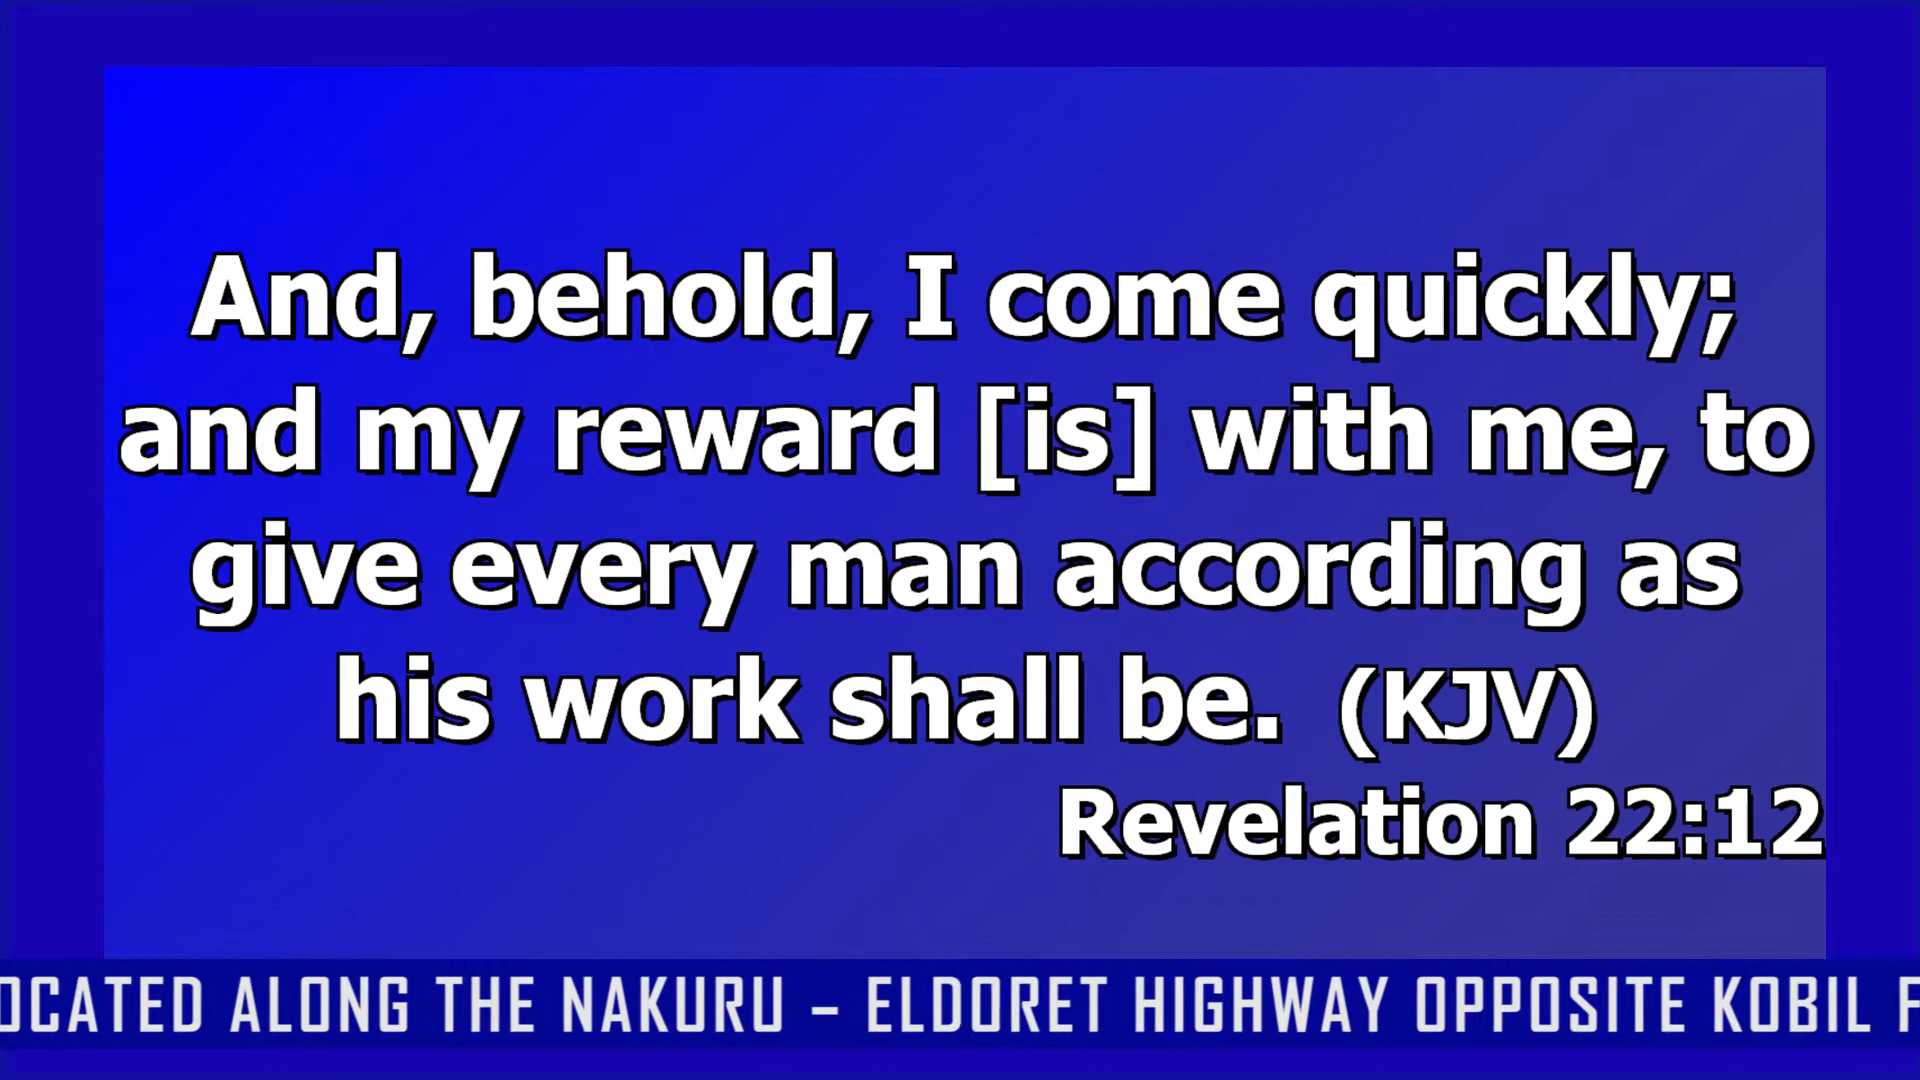 And, behold, I come quickly;
and my reward [is] with me, to
give every man according as
his work shall be. (KJV)
Revelation 22:12
OCATED ALONG THE NAKURU – ELDORET HIGHWAY OPPOSITE KOBIL F